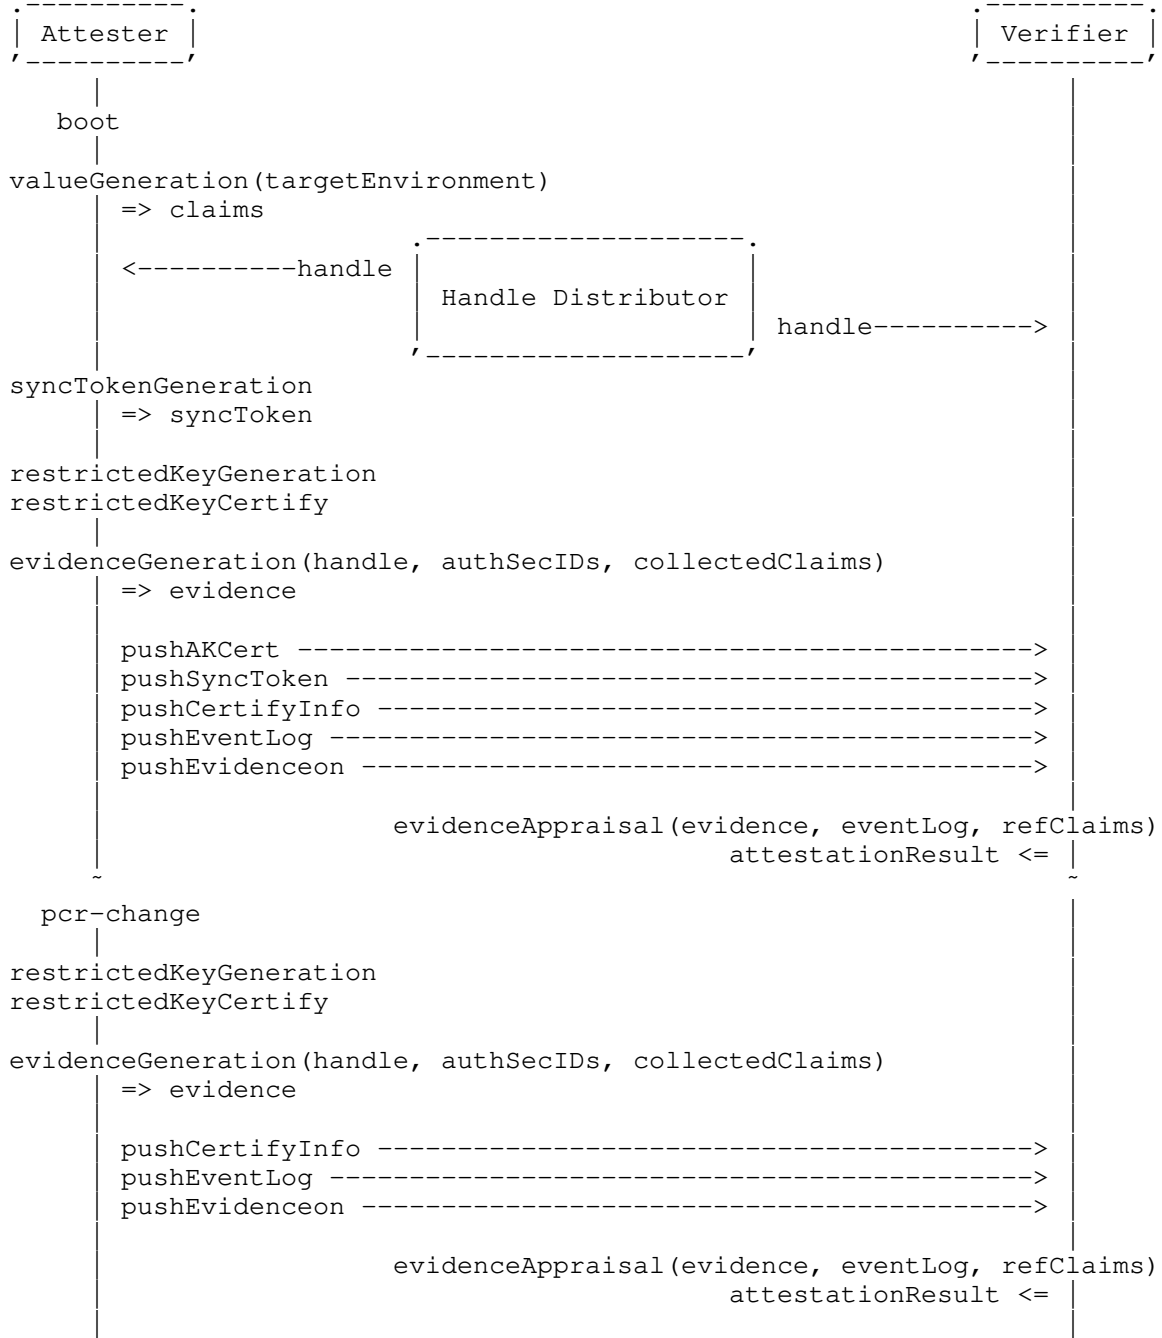 .----------.                                                .----------.
| Attester |                                                | Verifier |
'----------'                                                '----------'
     |                                                            |
   boot                                                           |
     |                                                            |
valueGeneration(targetEnvironment)                                |
     | => claims                                                  |
     |                   .--------------------.                   |
     | <----------handle |                    |                   |
     |                   | Handle Distributor |                   |
     |                   |                    | handle----------> |
     |                   '--------------------'                   |
syncTokenGeneration                                               |
     | => syncToken                                               |
     |                                                            |
restrictedKeyGeneration                                           |
restrictedKeyCertify                                              |
     |                                                            |
evidenceGeneration(handle, authSecIDs, collectedClaims)           |
     | => evidence                                                |
     |                                                            |
     | pushAKCert ----------------------------------------------> |
     | pushSyncToken -------------------------------------------> |
     | pushCertifyInfo -----------------------------------------> |
     | pushEventLog --------------------------------------------> |
     | pushEvidenceon ------------------------------------------> |
     |                                                            |
     |                  evidenceAppraisal(evidence, eventLog, refClaims)
     |                                       attestationResult <= |
     ~                                                            ~
  pcr-change                                                      |
     |                                                            |
restrictedKeyGeneration                                           |
restrictedKeyCertify                                              |
     |                                                            |
evidenceGeneration(handle, authSecIDs, collectedClaims)           |
     | => evidence                                                |
     |                                                            |
     | pushCertifyInfo -----------------------------------------> |
     | pushEventLog --------------------------------------------> |
     | pushEvidenceon ------------------------------------------> |
     |                                                            |
     |                  evidenceAppraisal(evidence, eventLog, refClaims)
     |                                       attestationResult <= |
     |                                                            |